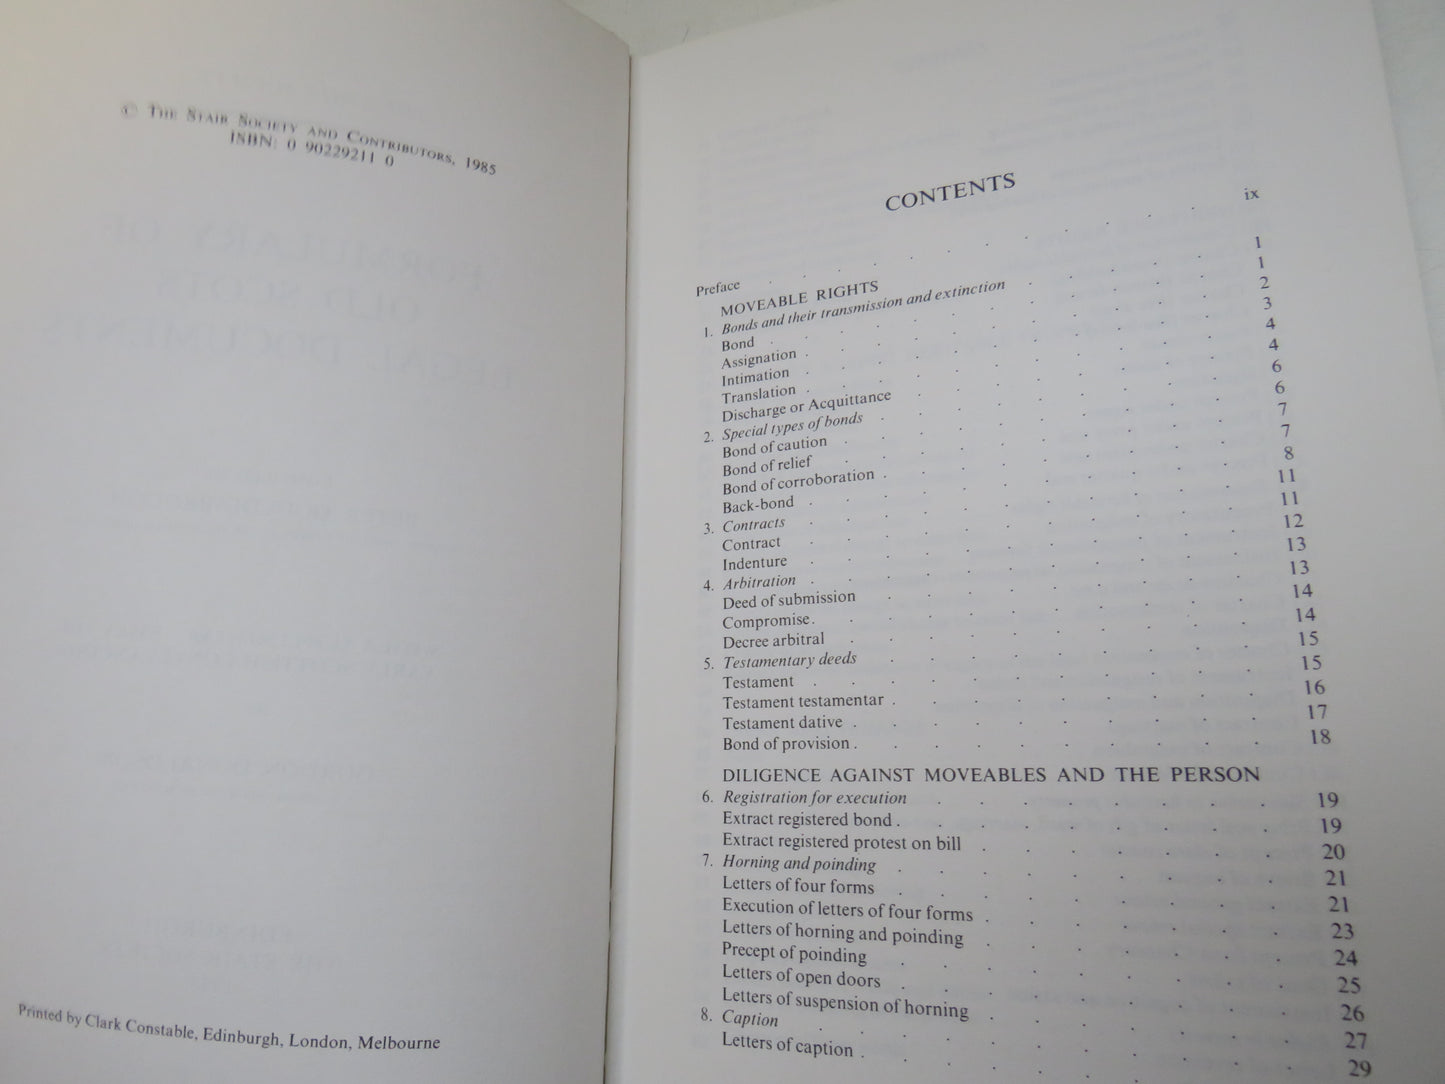 © THE STAIR SOCIETY AND CONTRIBUTORS, 1985
ISBN: 0 90229211 0
Printed by Clark Constable, Edinburgh, London, Melbourne
CONTENTS
Preface ix
MOVEABLE RIGHTS
1. Bonds and their transmission and extinction 1
Bond 1
Assignation 2
Intimation 3
Translation 4
Discharge or Acquittance 4
2. Special types of bonds 6
Bond of caution 6
Bond of relief 7
Bond of corroboration 7
Back-bond 8
3. Contracts 11
Contract 11
Indenture 12
4. Arbitration 13
Deed of submission 13
Compromise 14
Decree arbitral 14
5. Testamentary deeds 15
Testament 15
Testament testamentar 16
Testament dative 17
Bond of provision 18
DILIGENCE AGAINST MOVEABLES AND THE PERSON
6. Registration for execution 19
Extract registered bond 19
Extract registered protest on bill 20
7. Horning and poinding 21
Letters of four forms 21
Execution of letters of four forms 23
Letters of horning and poinding 24
Precept of poinding 25
Letters of open doors 26
Letters of suspension of horning 27
8. Caption 29
Letters of caption